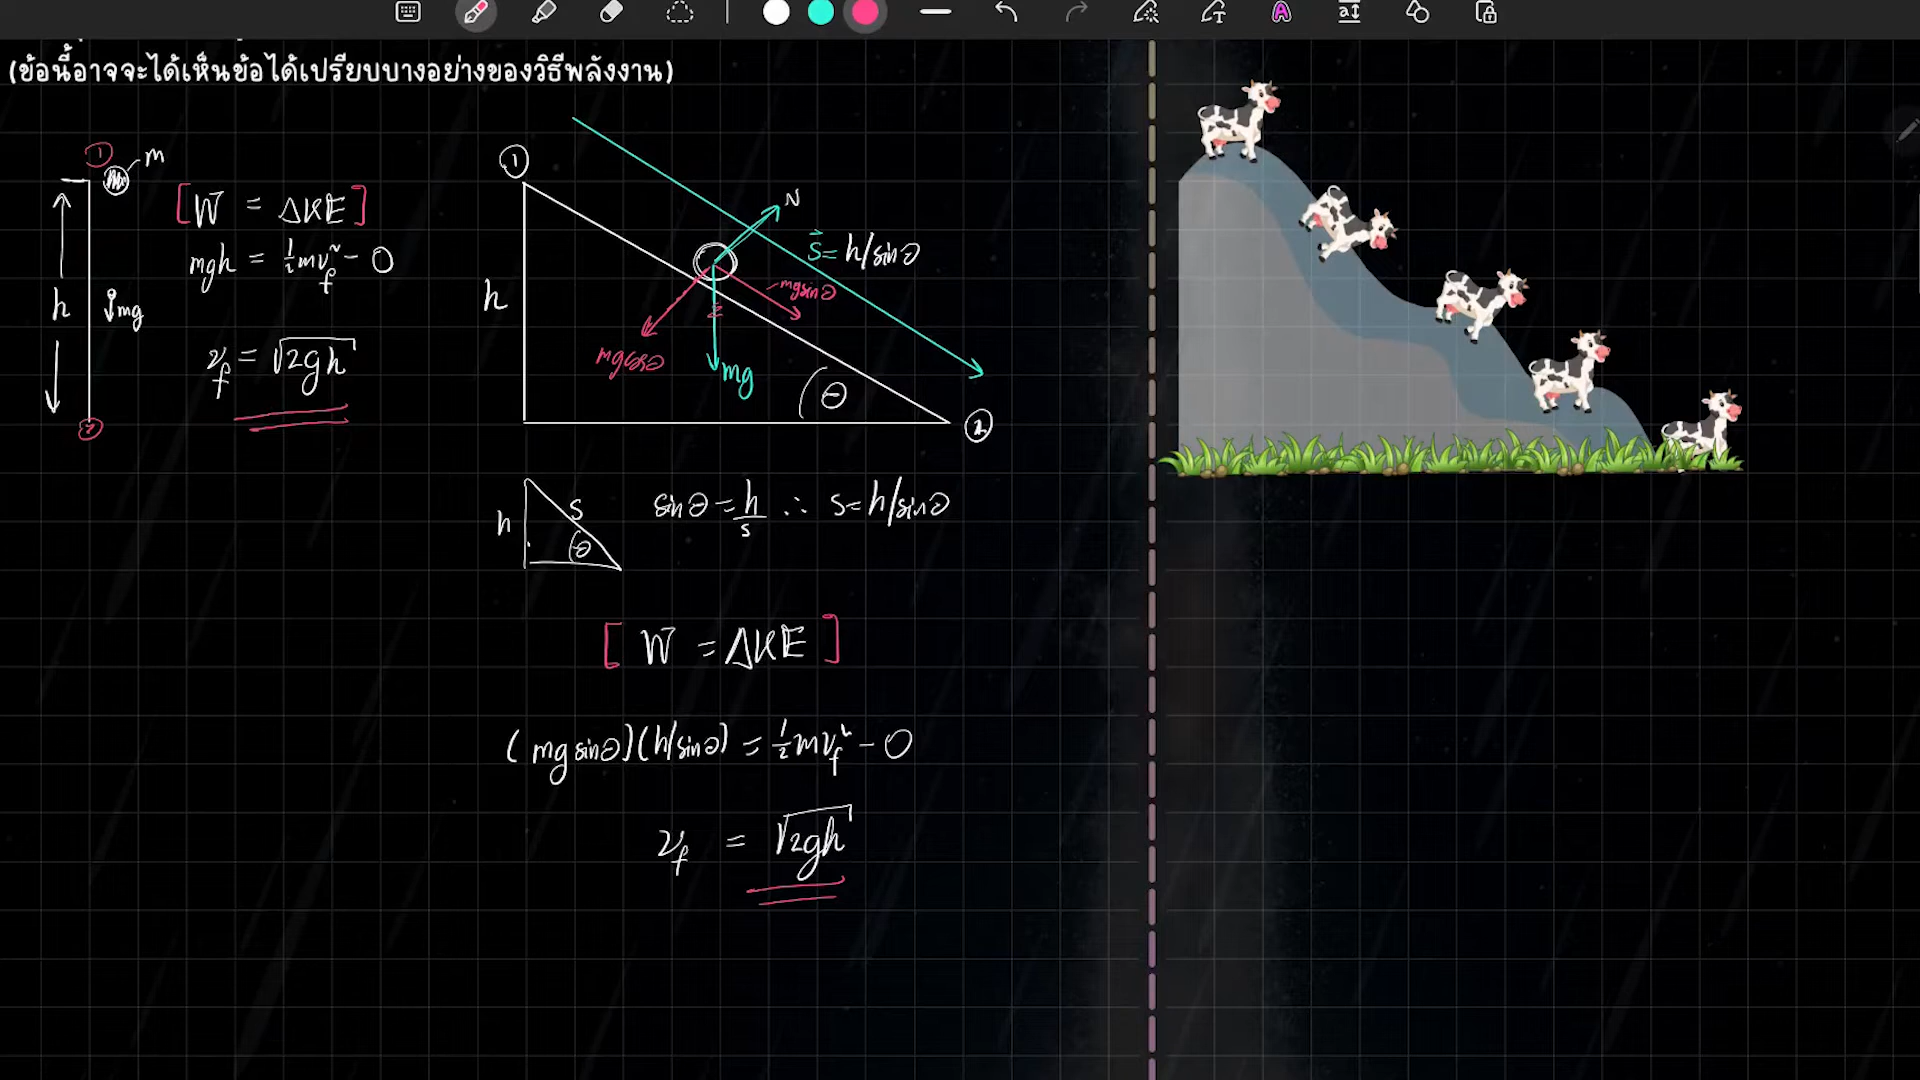 (ข้อนี้อาจจะได้เห็นข้อได้เปรียบบางอย่างของวิธีพลังงาน)
① m
[W = ΔKE]
mgh = ½mv_f² - 0
h
mg
v_f = √2gh
②
①
N
S⃗ = h/sinθ
mgsinθ
h
mgcosθ
mg
θ
②
h
S
θ
sinθ = h/s ∴ s = h/sinθ
[W = ΔKE]
(mg sinθ)(h/sinθ) = ½mv_f² - 0
v_f = √2gh